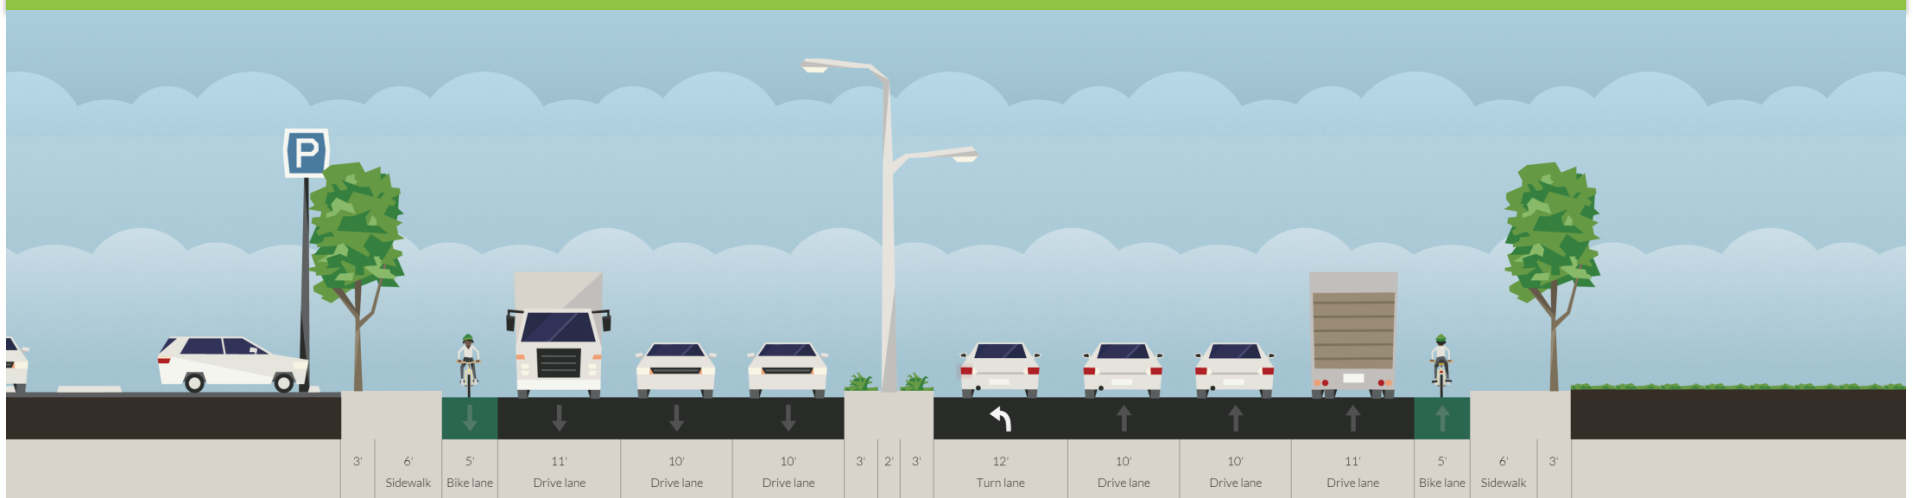 P
3' 6' 5' 11' 10' 10' 3' 2' 3' 12' 10' 10' 11' 5' 6' 3'
Sidewalk Bike lane Drive lane Drive lane Drive lane Turn lane Drive lane Drive lane Drive lane Bike lane Sidewalk